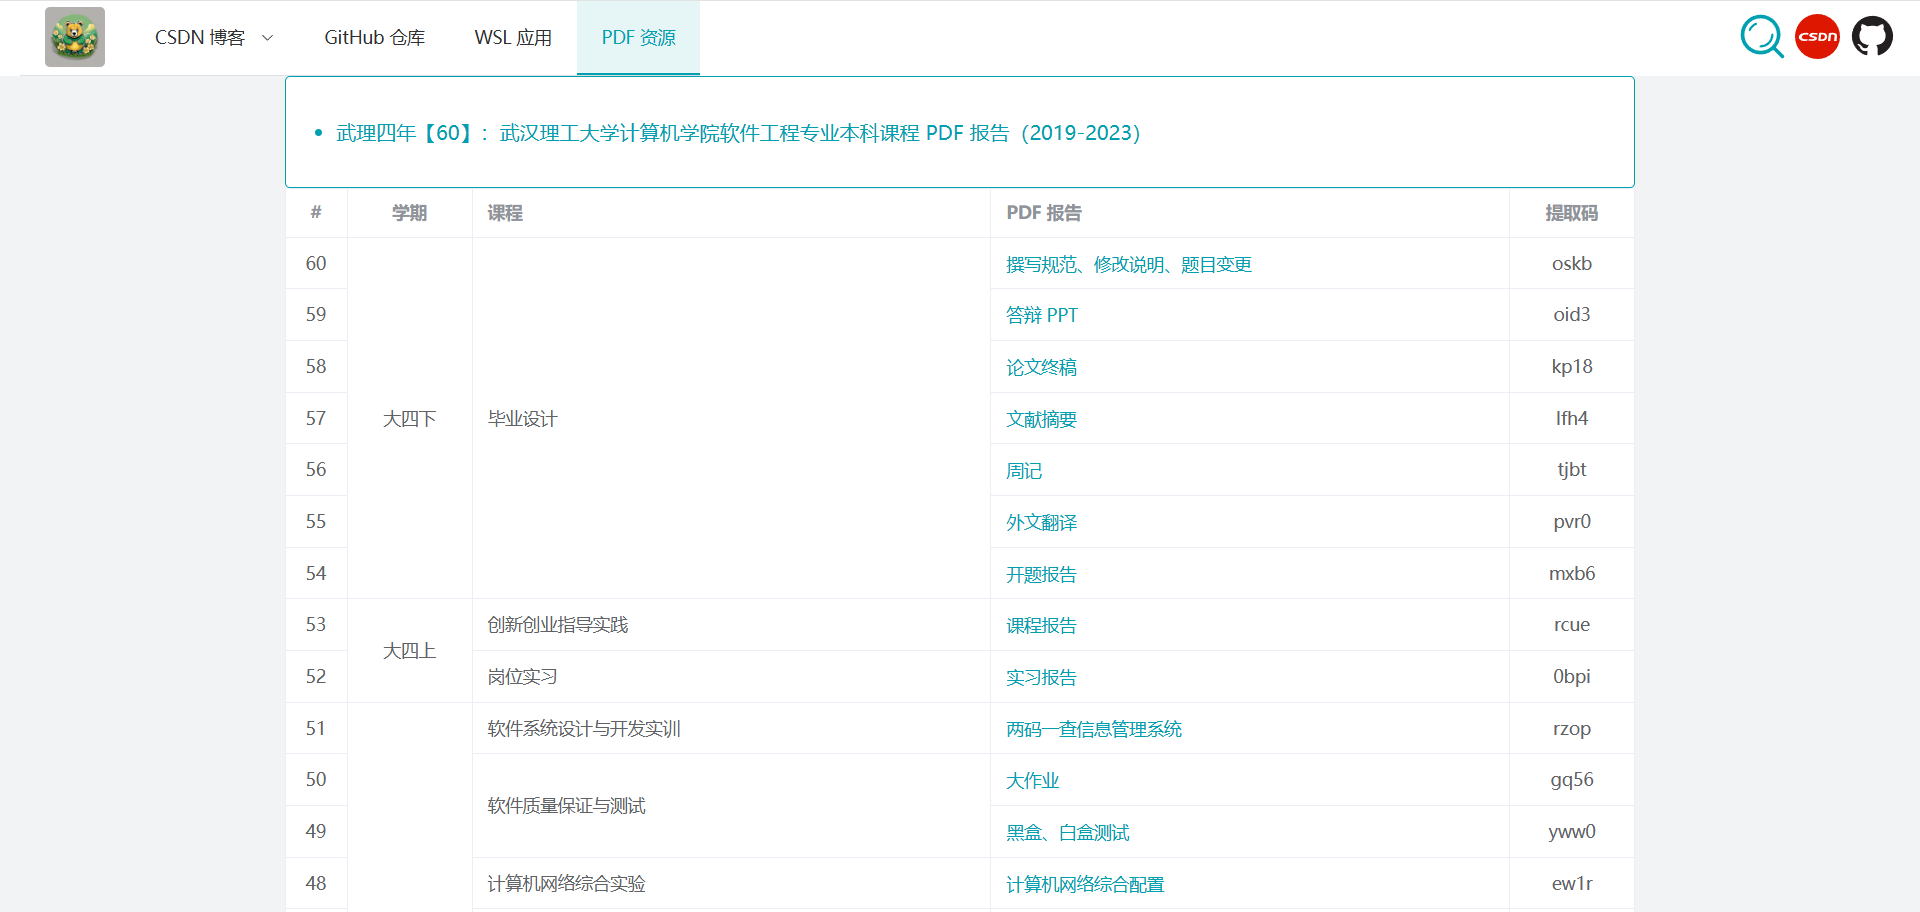 CSDN 博客 GitHub 仓库 WSL 应用 PDF 资源 CSDN
武理四年【60】：武汉理工大学计算机学院软件工程专业本科课程 PDF 报告（2019-2023）
# 学期 课程 PDF 报告 提取码
60 撰写规范、修改说明、题目变更 oskb
59 答辩 PPT oid3
58 论文终稿 kp18
57 大四下 毕业设计 文献摘要 lfh4
56 周记 tjbt
55 外文翻译 pvr0
54 开题报告 mxb6
53 创新创业指导实践 课程报告 rcue
大四上
52 岗位实习 实习报告 0bpi
51 软件系统设计与开发实训 两码一查信息管理系统 rzop
50 大作业 gq56
软件质量保证与测试
49 黑盒、白盒测试 yww0
48 计算机网络综合实验 计算机网络综合配置 ew1r